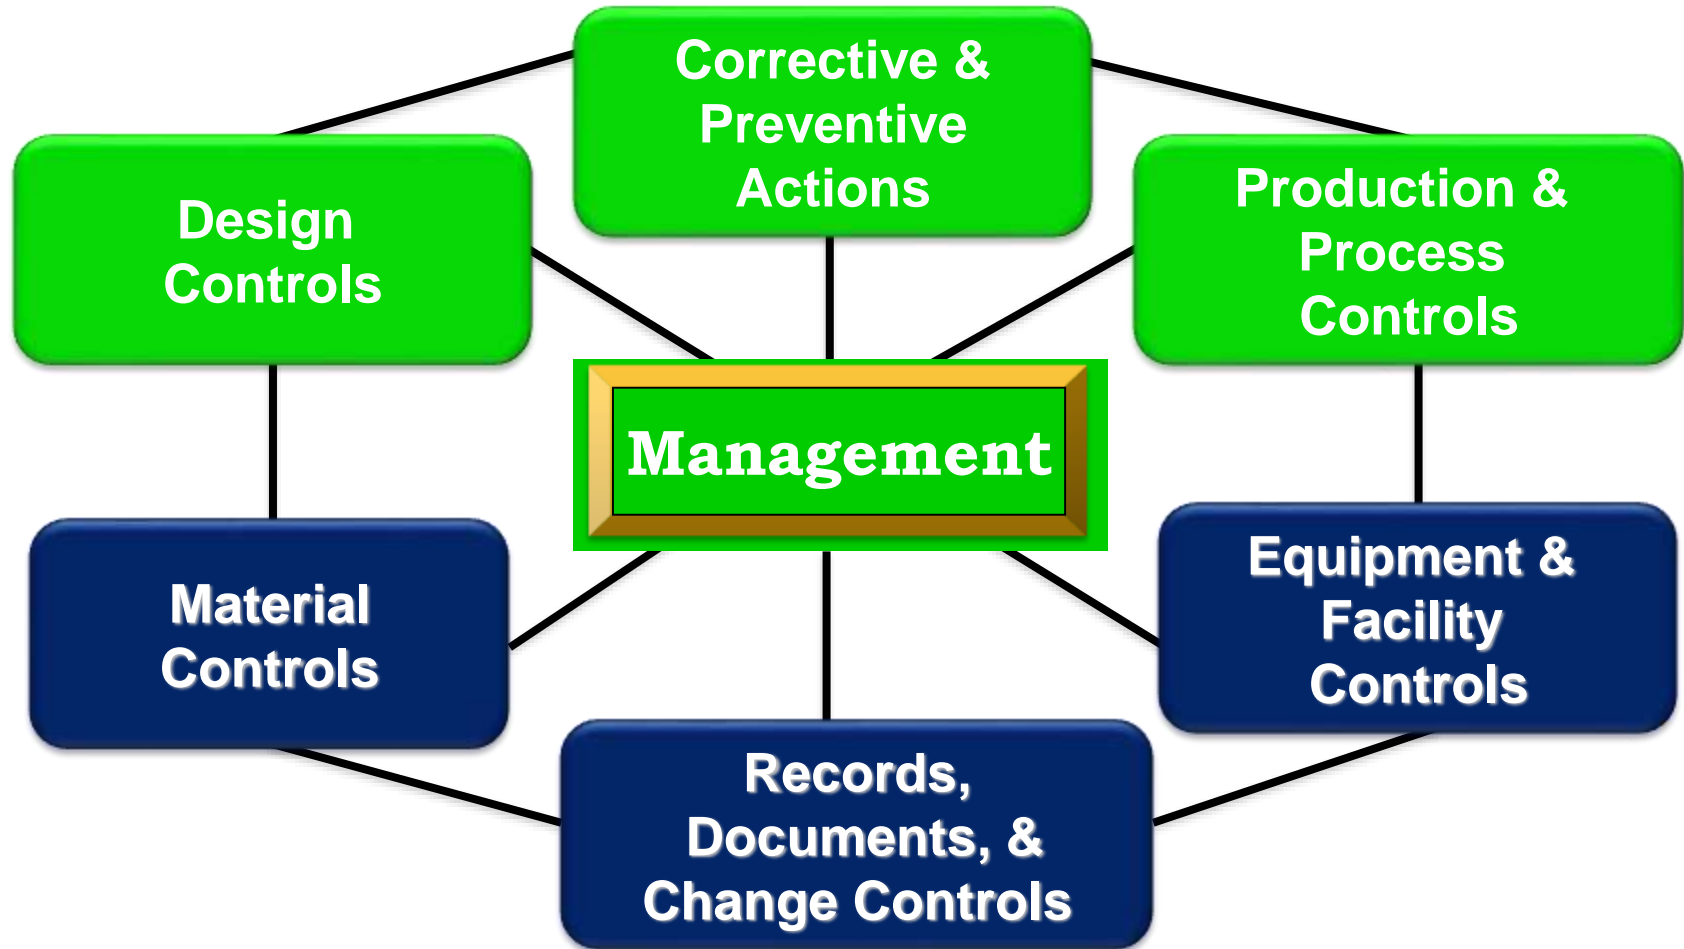 Corrective &
Preventive
Actions
Design
Controls
Production &
Process
Controls
Management
Material
Controls
Equipment &
Facility
Controls
Records,
Documents, &
Change Controls